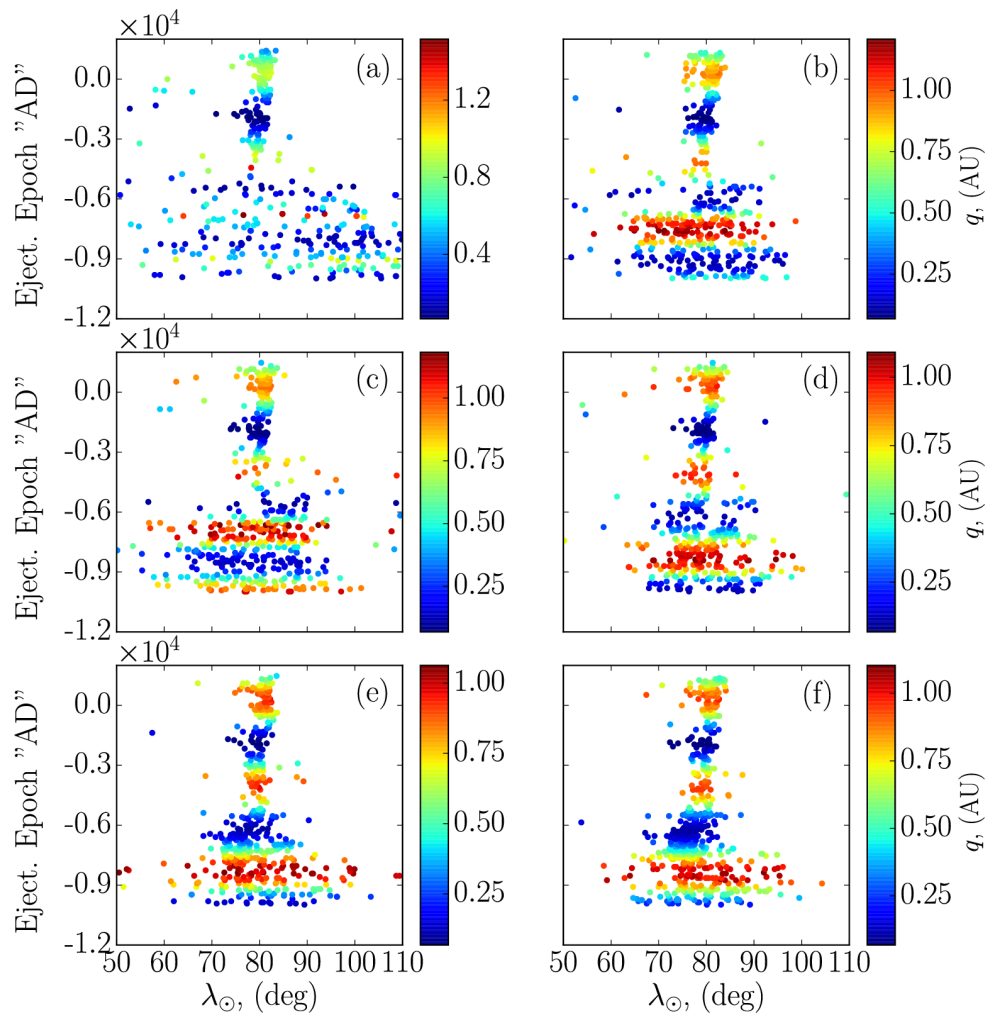 ×10⁴ ×10⁴
0.0 (a) 1.2 (b) 1.00
-0.3 0.75
-0.6 0.8 0.50
-0.9 0.4 0.25
-1.2
Eject. Epoch "AD" q, (AU)
×10⁴
0.0 (c) 1.00 (d) 1.00
-0.3 0.75 0.75
-0.6 0.50 0.50
-0.9 0.25 0.25
-1.2
Eject. Epoch "AD" q, (AU)
×10⁴
0.0 (e) 1.00 (f) 1.00
-0.3 0.75 0.75
-0.6 0.50 0.50
-0.9 0.25 0.25
-1.2
Eject. Epoch "AD" q, (AU)
50 60 70 80 90 100 110 60 70 80 90 100 110
λ☉, (deg) λ☉, (deg)